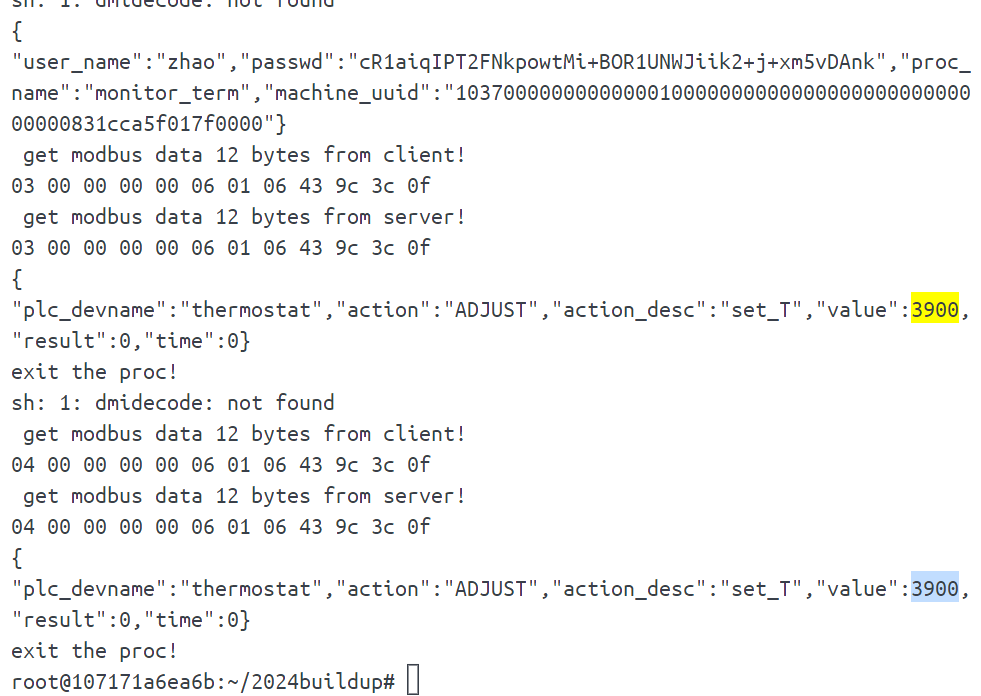 sh: 1: dmidecode: not found
{
"user_name":"zhao","passwd":"cR1aiqIPT2FNkpowtMi+BOR1UNWJiik2+j+xm5vDAnk","proc_
name":"monitor_term","machine_uuid":"1037000000000000010000000000000000000000000
00000831cca5f017f0000"}
 get modbus data 12 bytes from client!
03 00 00 00 00 06 01 06 43 9c 3c 0f
 get modbus data 12 bytes from server!
03 00 00 00 00 06 01 06 43 9c 3c 0f
{
"plc_devname":"thermostat","action":"ADJUST","action_desc":"set_T","value":3900,
"result":0,"time":0}
exit the proc!
sh: 1: dmidecode: not found
 get modbus data 12 bytes from client!
04 00 00 00 00 06 01 06 43 9c 3c 0f
 get modbus data 12 bytes from server!
04 00 00 00 00 06 01 06 43 9c 3c 0f
{
"plc_devname":"thermostat","action":"ADJUST","action_desc":"set_T","value":3900,
"result":0,"time":0}
exit the proc!
root@107171a6ea6b:~/2024buildup#